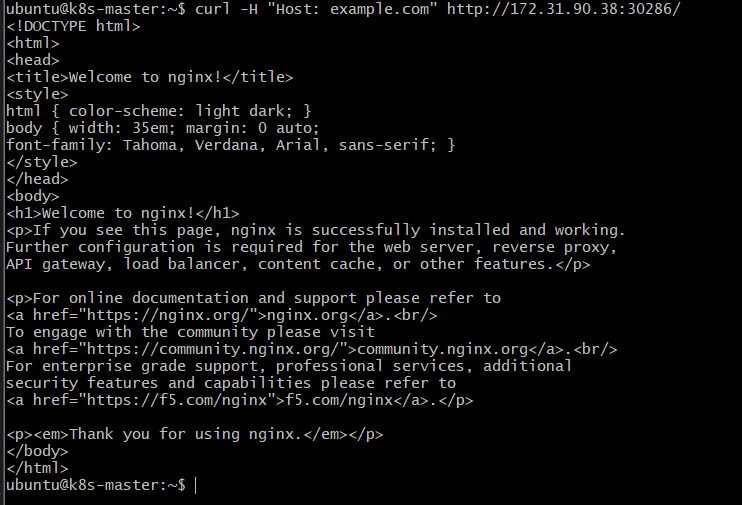 ubuntu@k8s-master:~$ curl -H "Host: example.com" http://172.31.90.38:30286/
<!DOCTYPE html>
<html>
<head>
<title>Welcome to nginx!</title>
<style>
html { color-scheme: light dark; }
body { width: 35em; margin: 0 auto;
font-family: Tahoma, Verdana, Arial, sans-serif; }
</style>
</head>
<body>
<h1>Welcome to nginx!</h1>
<p>If you see this page, nginx is successfully installed and working.
Further configuration is required for the web server, reverse proxy,
API gateway, load balancer, content cache, or other features.</p>

<p>For online documentation and support please refer to
<a href="https://nginx.org/">nginx.org</a>.<br/>
To engage with the community please visit
<a href="https://community.nginx.org/">community.nginx.org</a>.<br/>
For enterprise grade support, professional services, additional
security features and capabilities please refer to
<a href="https://f5.com/nginx">f5.com/nginx</a>.</p>

<p><em>Thank you for using nginx.</em></p>
</body>
</html>
ubuntu@k8s-master:~$